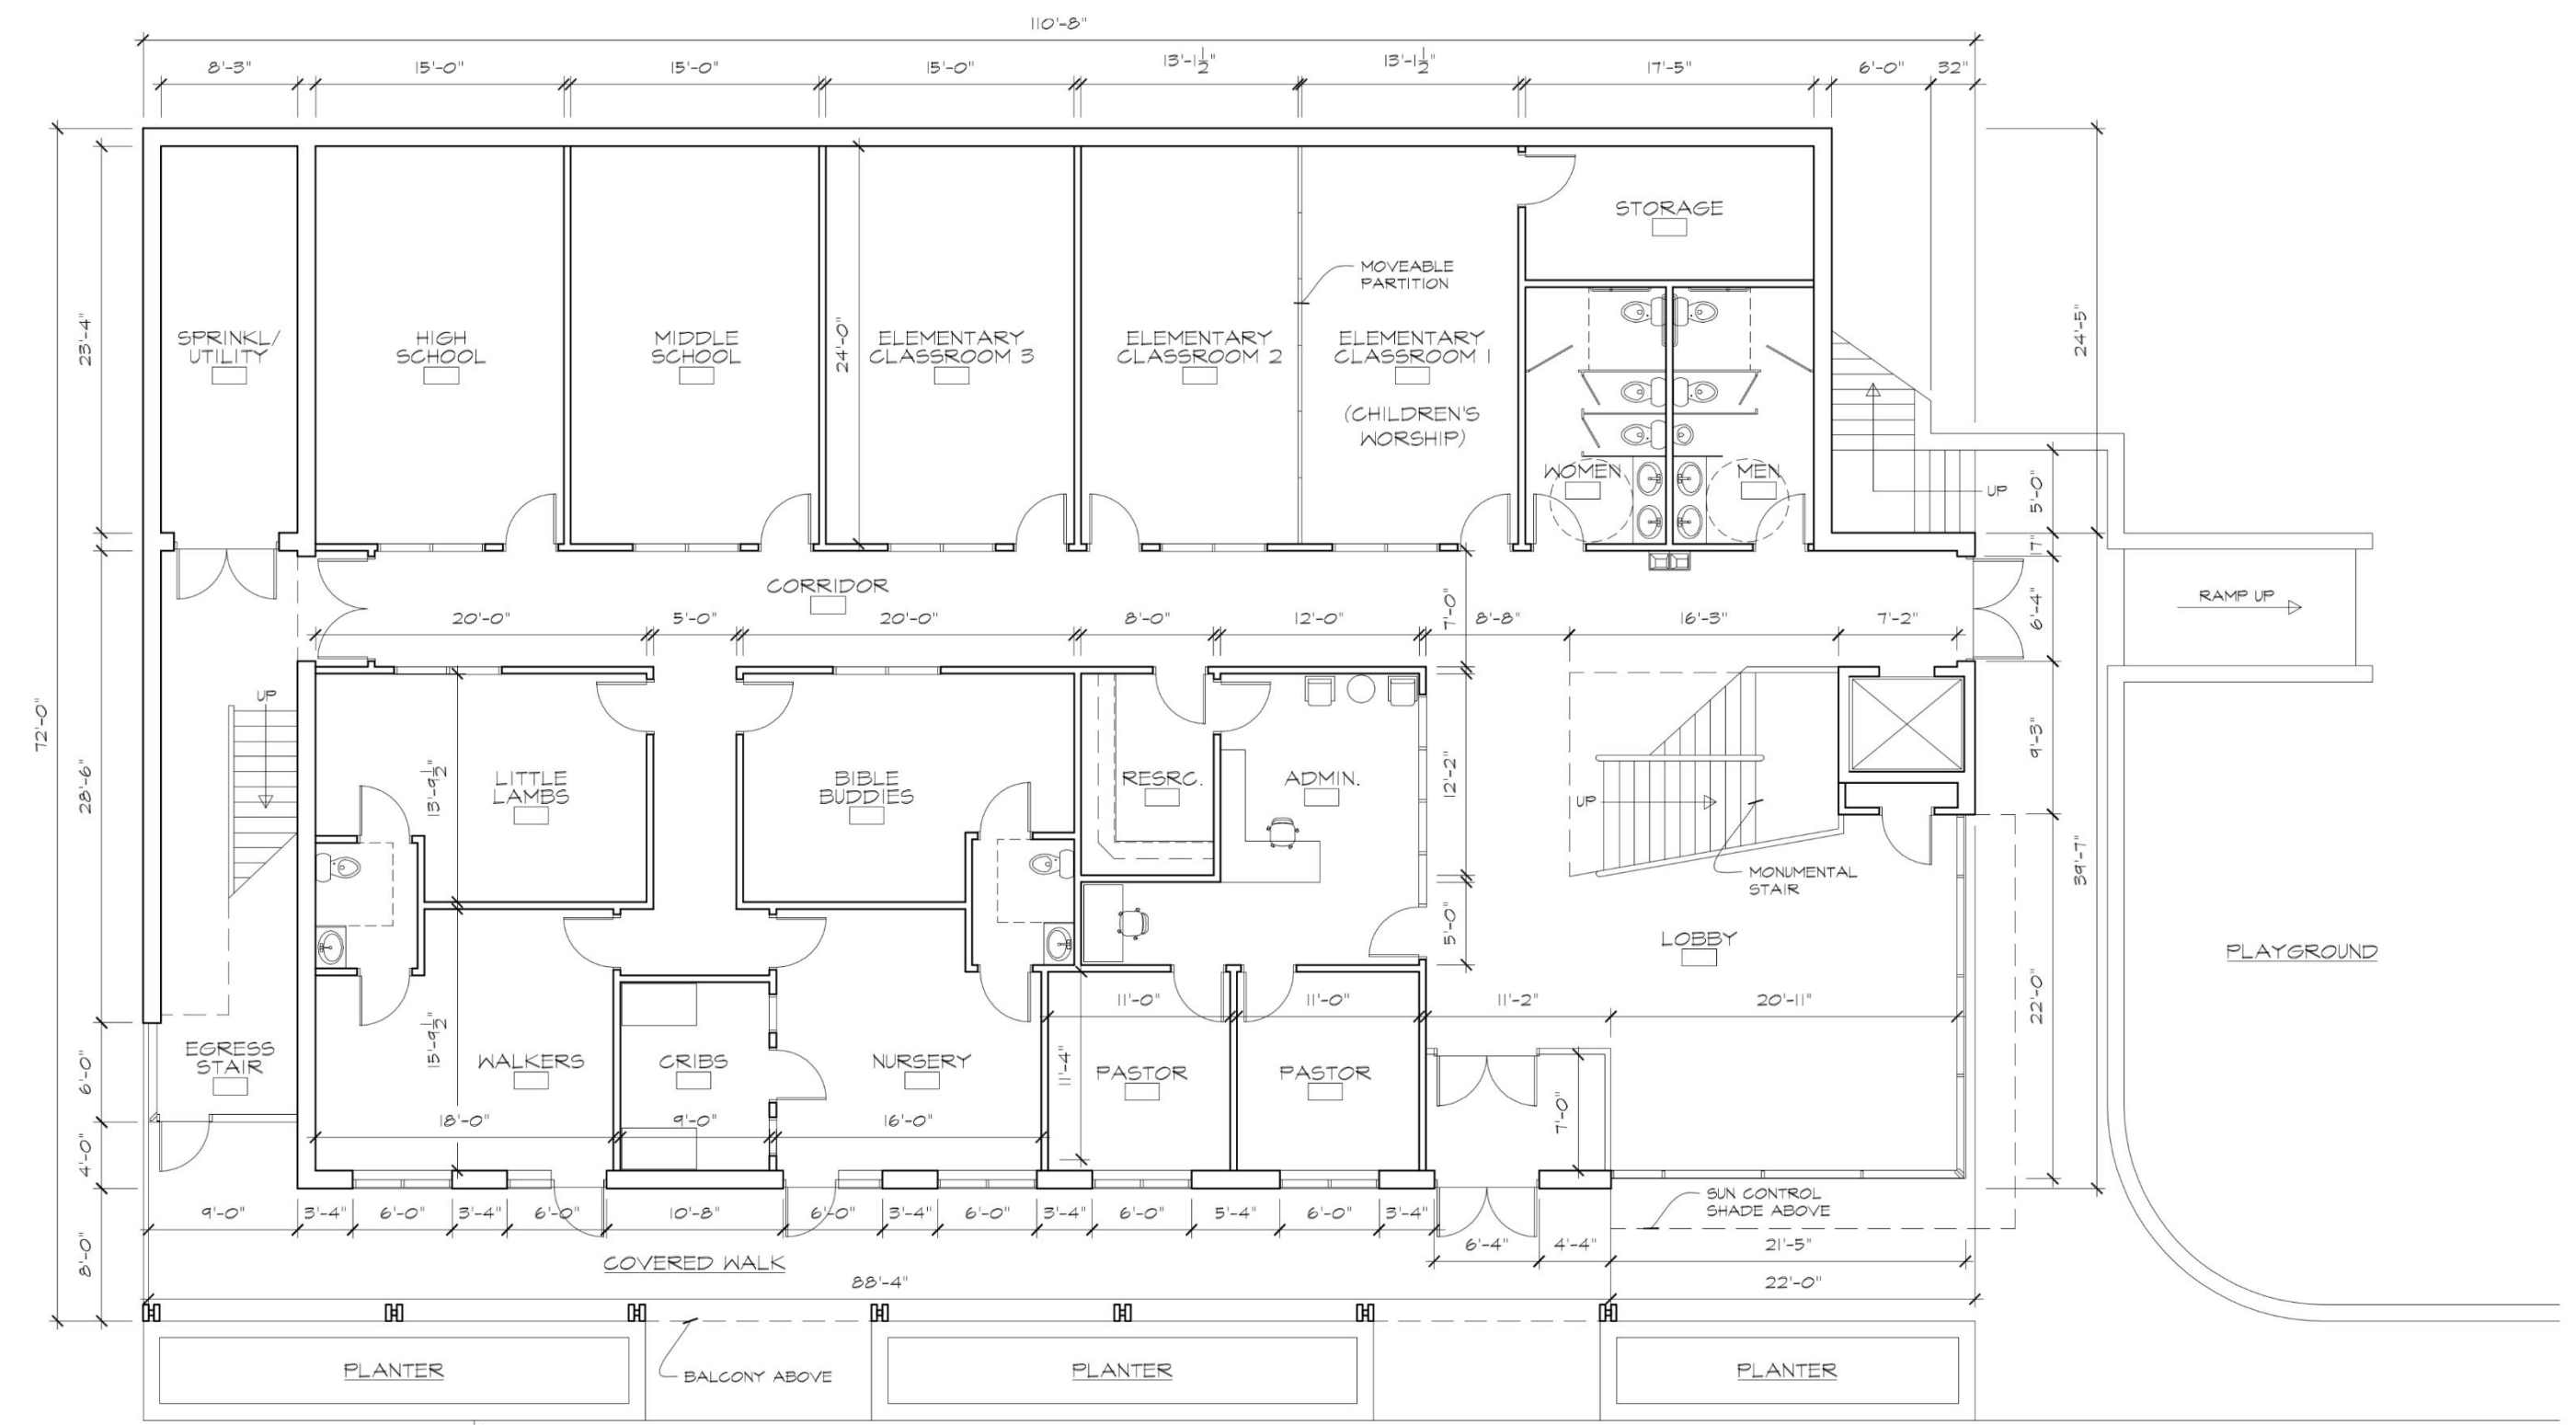 110'-8"
8'-3" 15'-0" 15'-0" 15'-0" 13'-1½" 13'-1½" 17'-5" 6'-0" 32"
STORAGE
MOVEABLE
PARTITION
23'-4"
SPRINKL/
UTILITY
HIGH
SCHOOL
MIDDLE
SCHOOL
24'-0"
ELEMENTARY
CLASSROOM 3
ELEMENTARY
CLASSROOM 2
ELEMENTARY
CLASSROOM 1
(CHILDREN'S
WORSHIP)
24'-5"
WOMEN
MEN
UP
5'-0"
17"
CORRIDOR
20'-0" 5'-0" 20'-0" 8'-0" 12'-0" 7'-0" 8'-8" 16'-3" 7'-2"
6'-4"
RAMP UP
72'-0"
28'-6"
UP
13'-9½"
LITTLE
LAMBS
BIBLE
BUDDIES
RESRC.
ADMIN.
12'-2"
UP
9'-3"
MONUMENTAL
STAIR
39'-7"
5'-0"
LOBBY
PLAYGROUND
11'-0" 11'-0" 11'-2" 20'-11"
22'-0"
EGRESS
STAIR
6'-0"
15'-9½"
WALKERS
CRIBS
NURSERY
11'-4"
PASTOR
PASTOR
7'-0"
18'-0" 9'-0" 16'-0"
4'-0"
SUN CONTROL
SHADE ABOVE
9'-0" 3'-4" 6'-0" 3'-4" 6'-0" 10'-8" 6'-0" 3'-4" 6'-0" 3'-4" 6'-0" 5'-4" 6'-0" 3'-4"
6'-4" 4'-4" 21'-5"
8'-0"
COVERED WALK
88'-4" 22'-0"
PLANTER
BALCONY ABOVE
PLANTER
PLANTER